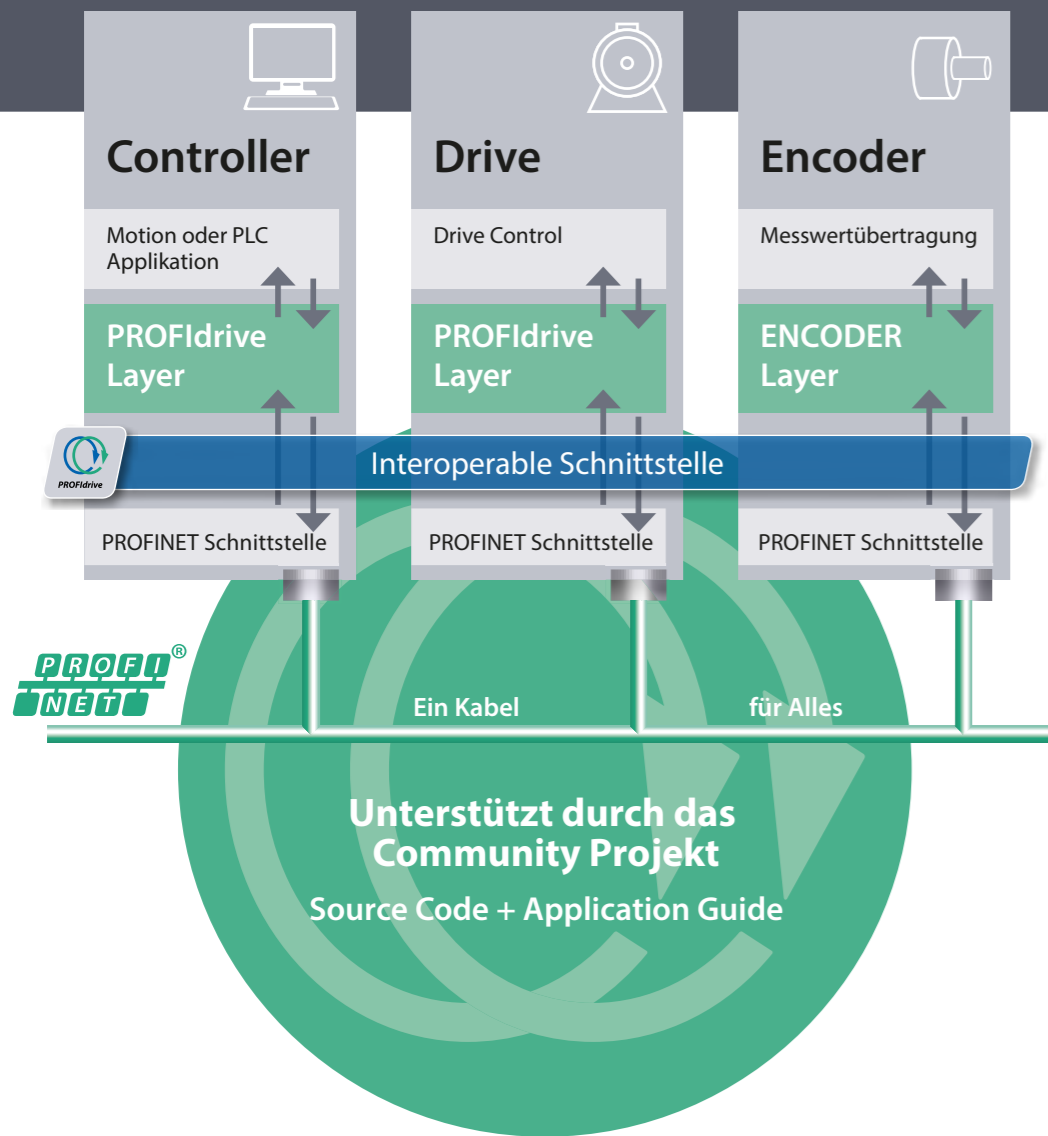 Controller
Motion oder PLC
Applikation
PROFIdrive
Layer
PROFINET Schnittstelle
Drive
Drive Control
PROFIdrive
Layer
PROFINET Schnittstelle
Encoder
Messwertübertragung
ENCODER
Layer
PROFINET Schnittstelle
PROFIdrive
Interoperable Schnittstelle
PROFI®
NET
Ein Kabel für Alles
Unterstützt durch das
Community Projekt
Source Code + Application Guide